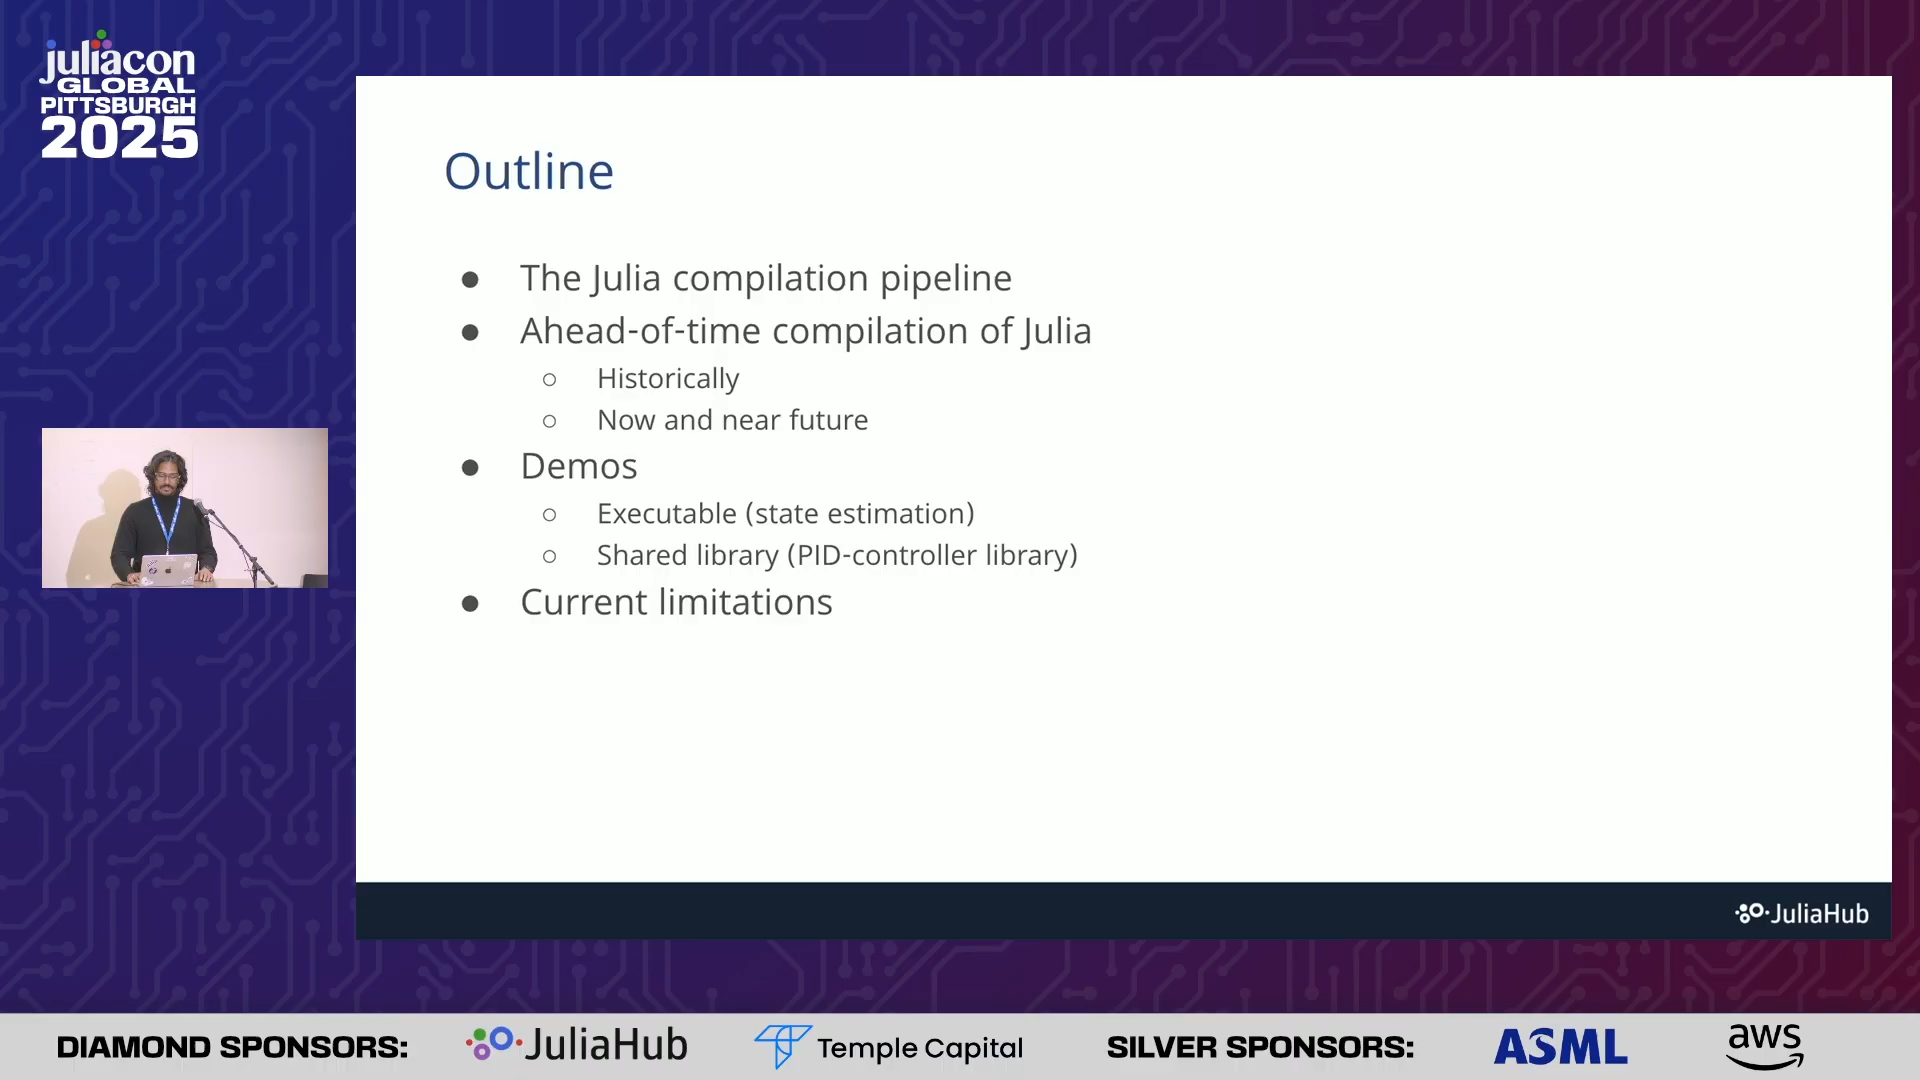 juliacon
GLOBAL
PITTSBURGH
2025
Outline
● The Julia compilation pipeline
● Ahead-of-time compilation of Julia
○ Historically
○ Now and near future
● Demos
○ Executable (state estimation)
○ Shared library (PID-controller library)
● Current limitations
JuliaHub
DIAMOND SPONSORS: JuliaHub Temple Capital SILVER SPONSORS: ASML aws